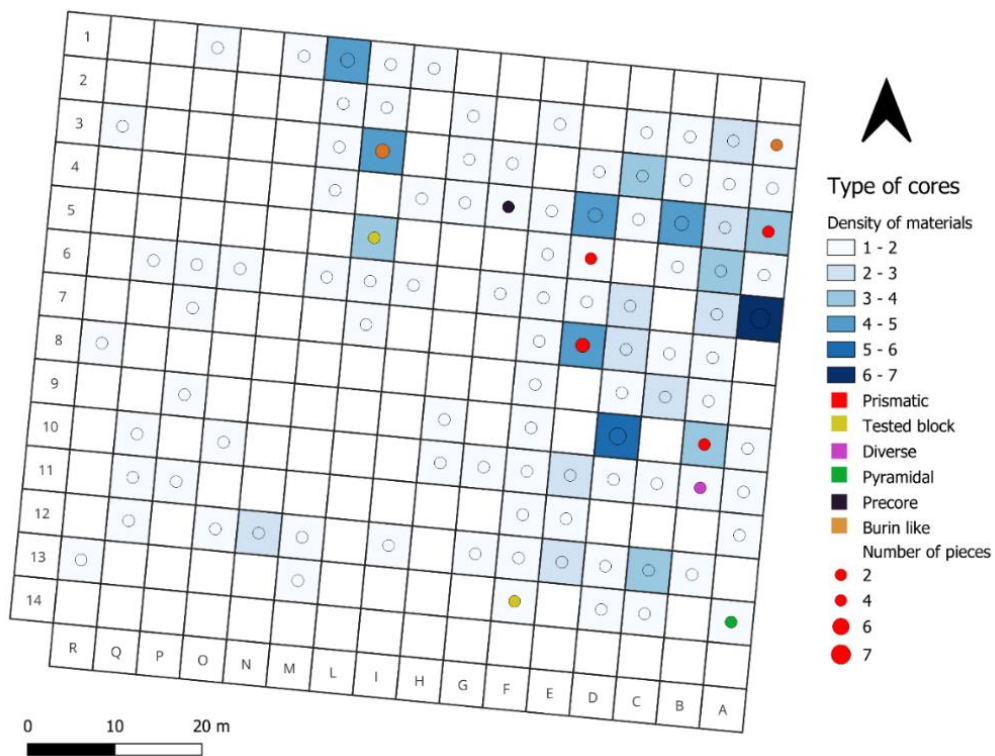 1
2
3
4
5
6
7
8
9
10
11
12
13
14
R Q P O N M L I H G F E D C B A
0 10 20 m
Type of cores
Density of materials
1 - 2
2 - 3
3 - 4
4 - 5
5 - 6
6 - 7
Prismatic
Tested block
Diverse
Pyramidal
Precore
Burin like
Number of pieces
2
4
6
7